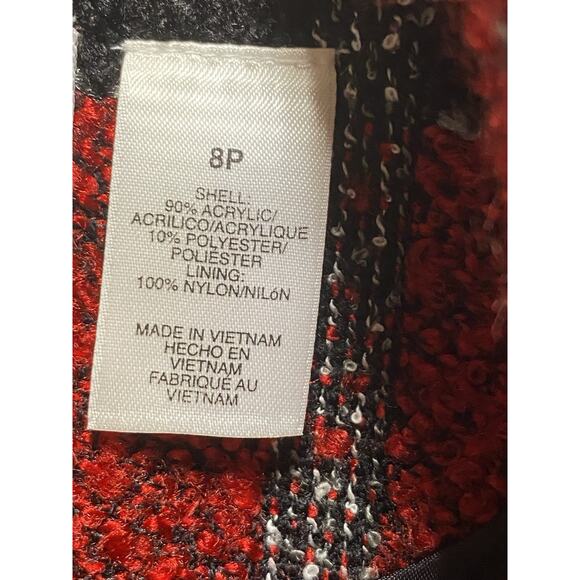 8P
SHELL:
90% ACRYLIC/
ACRILICO/ACRYLIQUE
10% POLYESTER/
POLIESTER
LINING:
100% NYLON/NILóN
MADE IN VIETNAM
HECHO EN
VIETNAM
FABRIQUÉ AU
VIETNAM